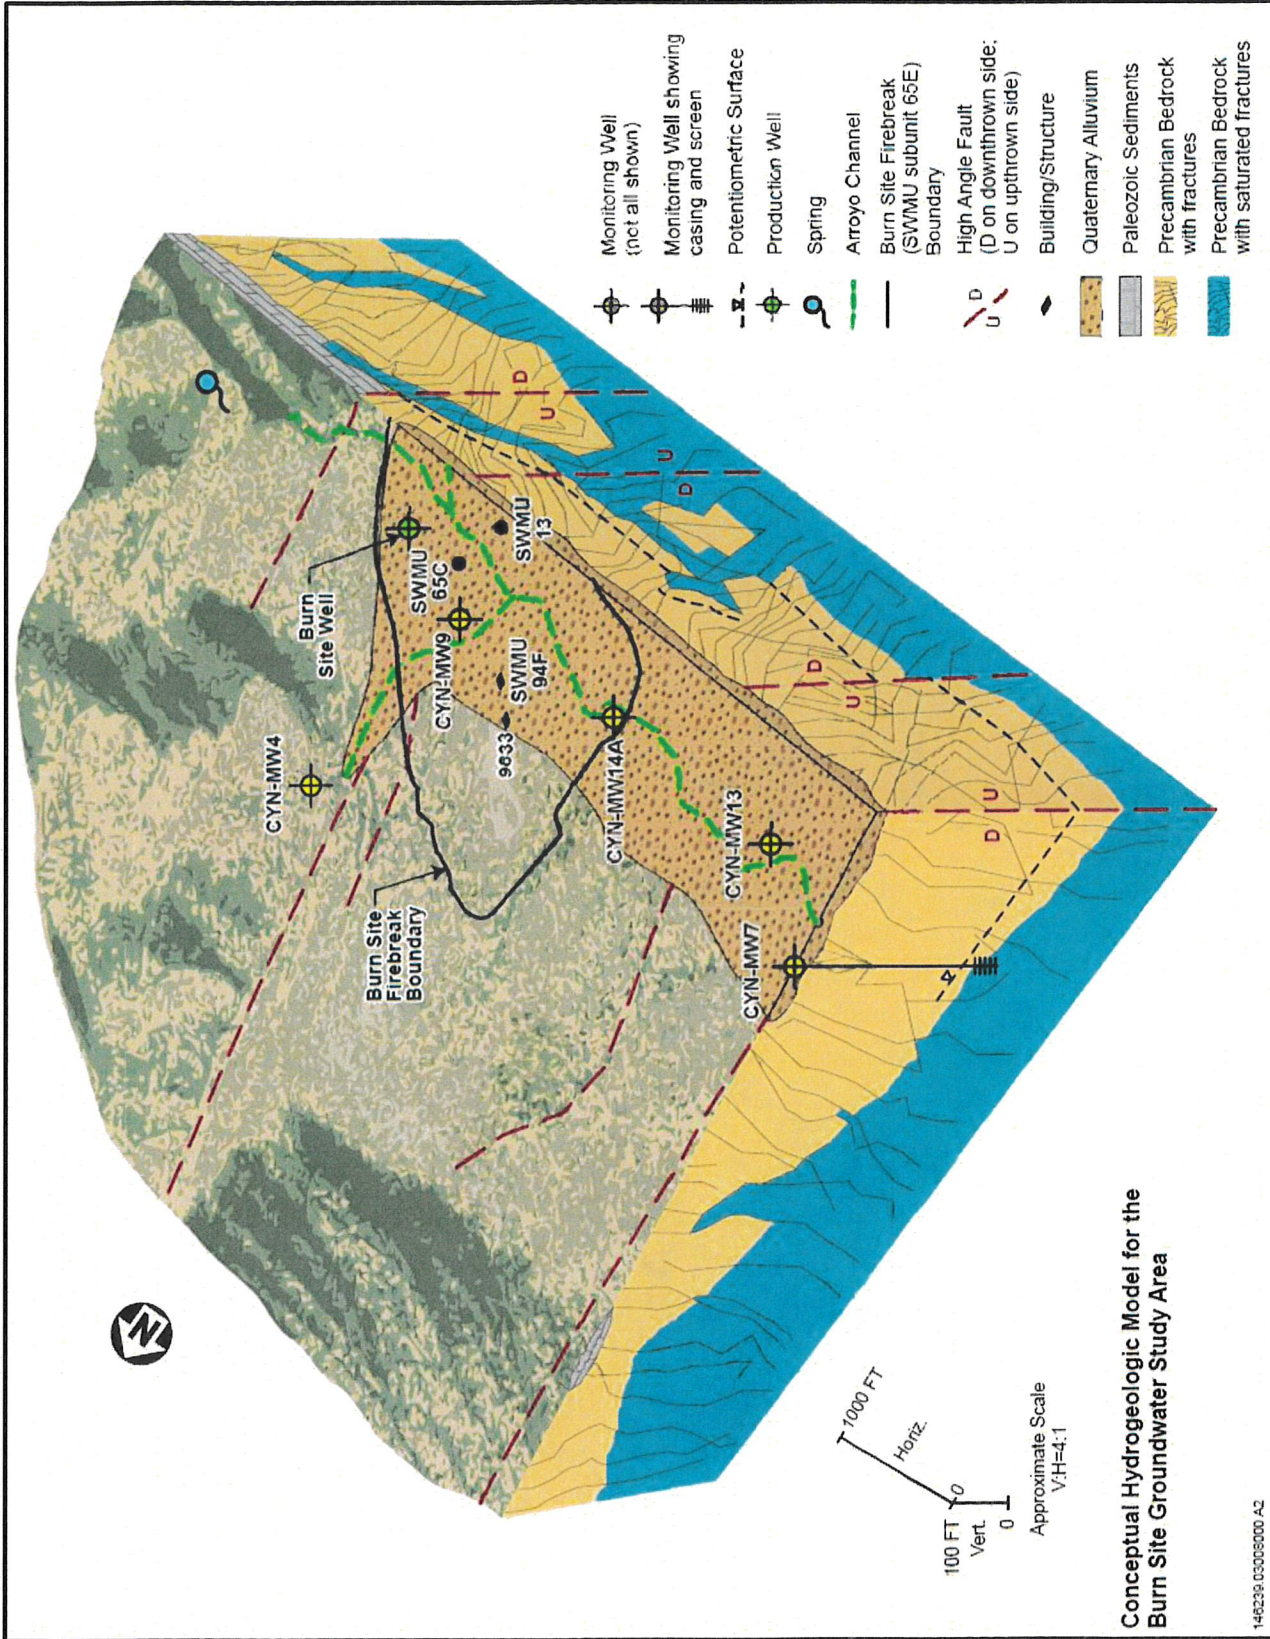 N
CYN-MW4
Burn
Site Well
Burn Site
Firebreak
Boundary
SWMU
65C
CYN-MW9
SWMU
13
SWMU
94F
9633
CYN-MW14A
CYN-MW13
CYN-MW7
U
D
D
U
U
D
D
U
Monitoring Well
(not all shown)
Monitoring Well showing
casing and screen
Potentiometric Surface
Production Well
Spring
Arroyo Channel
Burn Site Firebreak
(SVMU subunit 65E)
Boundary
U
D
High Angle Fault
(D on downthrown side;
U on upthrown side)
Building/Structure
Quaternary Alluvium
Paleozoic Sediments
Precambrian Bedrock
with fractures
Precambrian Bedrock
with saturated fractures
100 FT
Vert.
0
0
Horiz.
1000 FT
Approximate Scale
V:H=4:1
Conceptual Hydrogeologic Model for the
Burn Site Groundwater Study Area
146239.03008000 A2